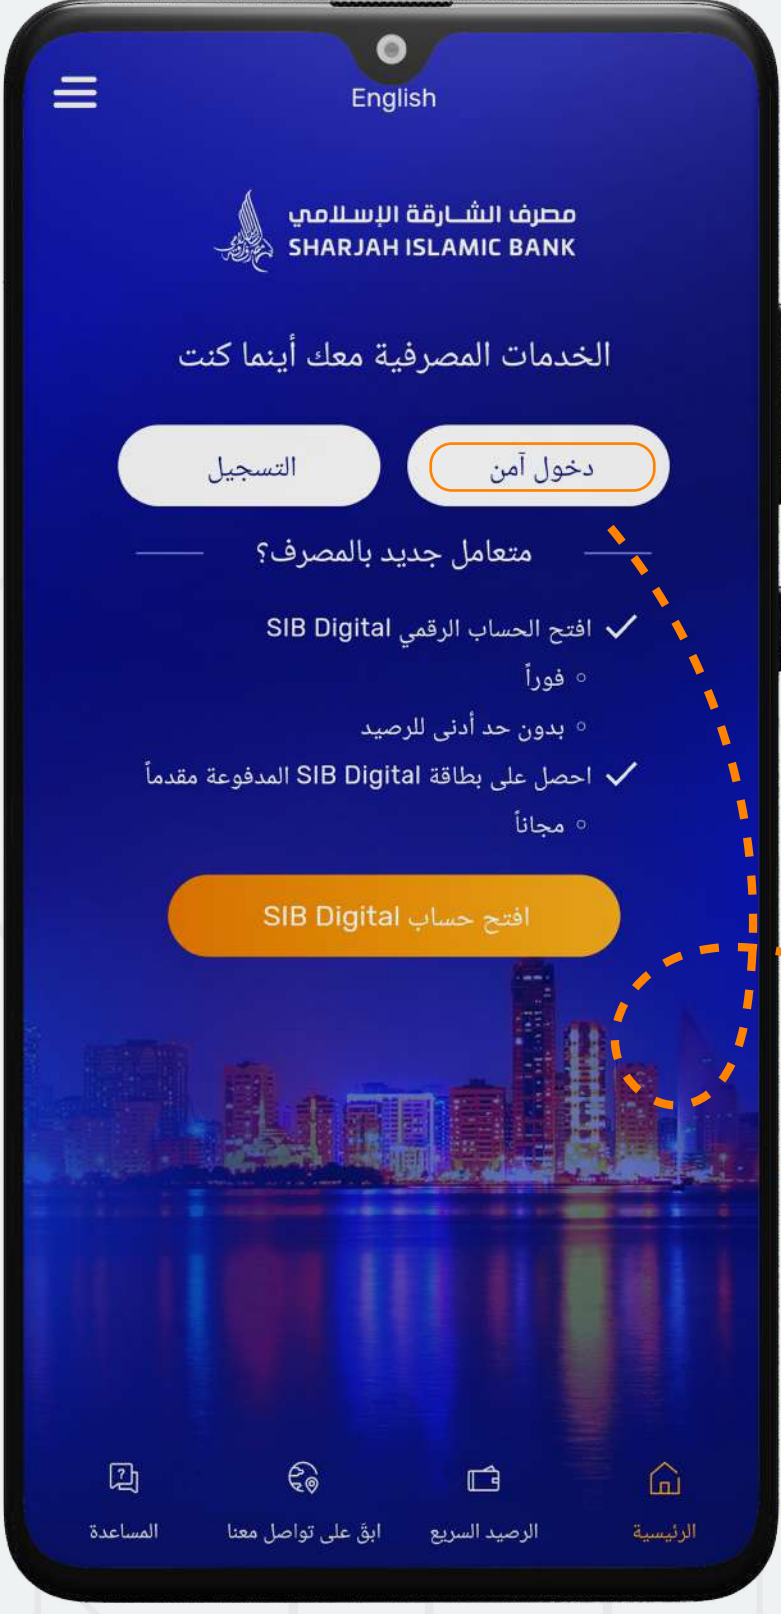 English
مصرف الشــارقة الإسـلامي
SHARJAH ISLAMIC BANK
الخدمات المصرفية معك أينما كنت
دخول آمن
التسجيل
متعامل جديد بالمصرف؟
افتح الحساب الرقمي SIB Digital
فوراً
بدون حد أدنى للرصيد
احصل على بطاقة SIB Digital المدفوعة مقدماً
مجاناً
افتح حساب SIB Digital
الرئيسية
الرصيد السريع
ابقَ على تواصل معنا
المساعدة